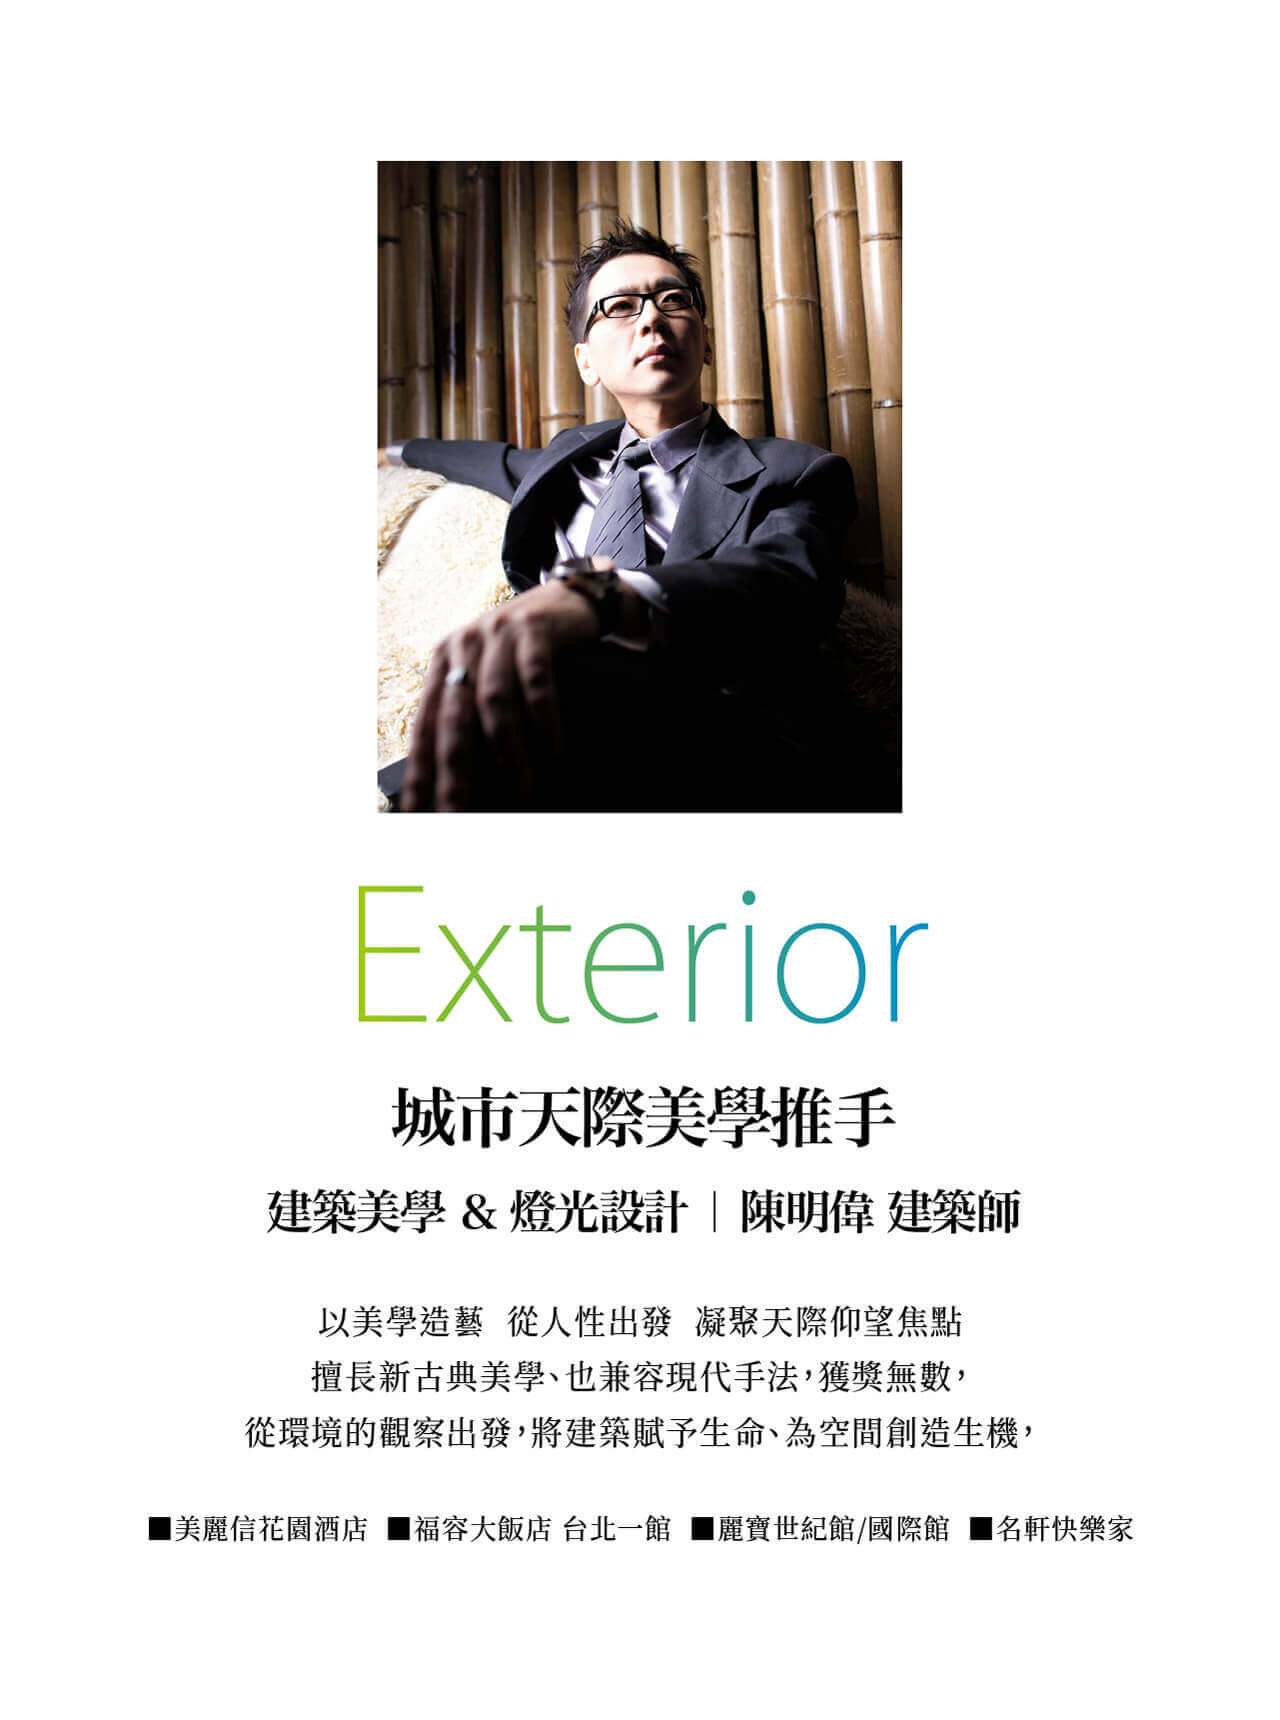 Exterior
城市天際美學推手
建築美學 & 燈光設計｜陳明偉 建築師
以美學造藝 從人性出發 凝聚天際仰望焦點
擅長新古典美學、也兼容現代手法，獲獎無數，
從環境的觀察出發，將建築賦予生命、為空間創造生機，
■美麗信花園酒店 ■福容大飯店 台北一館 ■麗寶世紀館/國際館 ■名軒快樂家